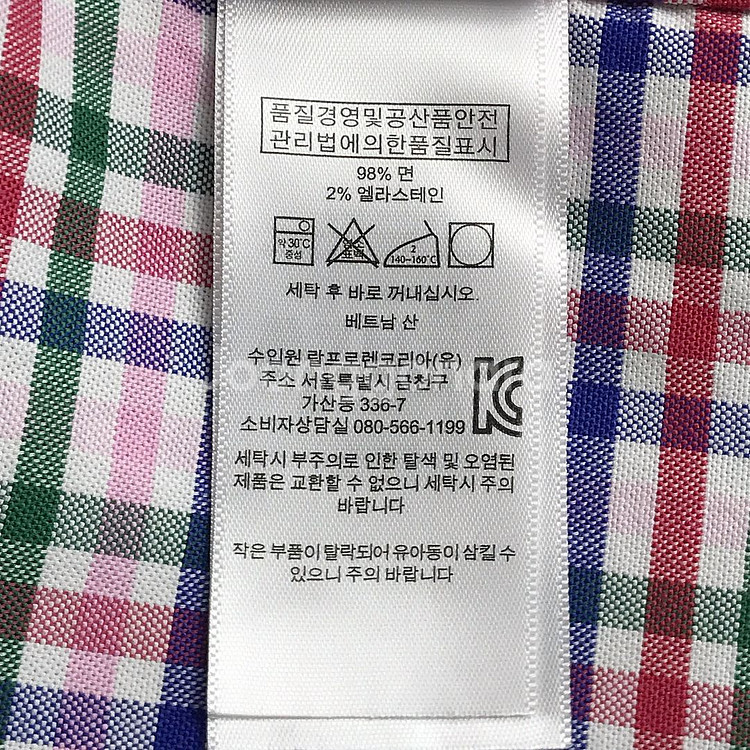 품질경영및공산품안전
관리법에의한품질표시
98% 면
2% 엘라스테인
약 30˚C
중성
염소
표백
2
140~160˚C
세탁 후 바로 꺼내십시오.
베트남 산
수입원 랄프로렌코리아(유)
주소 서울특별시 금천구
가산동 336-7
소비자상담실 080-566-1199
세탁시 부주의로 인한 탈색 및 오염된
제품은 교환할 수 없으니 세탁시 주의
바랍니다
작은 부품이 탈락되어 유아동이 삼킬 수
있으니 주의 바랍니다